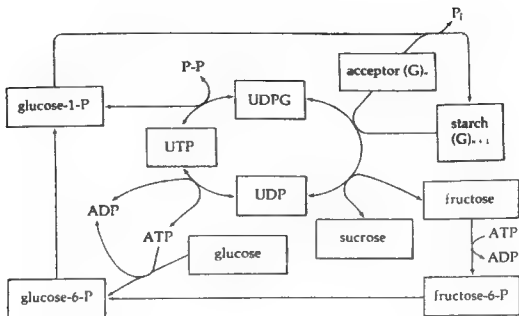 Pi
P-P
acceptor (G)n
glucose-1-P
UDPG
starch
(G)n + 1
UTP
UDP
fructose
ADP
ATP
glucose
sucrose
ATP
ADP
glucose-6-P
fructose-6-P